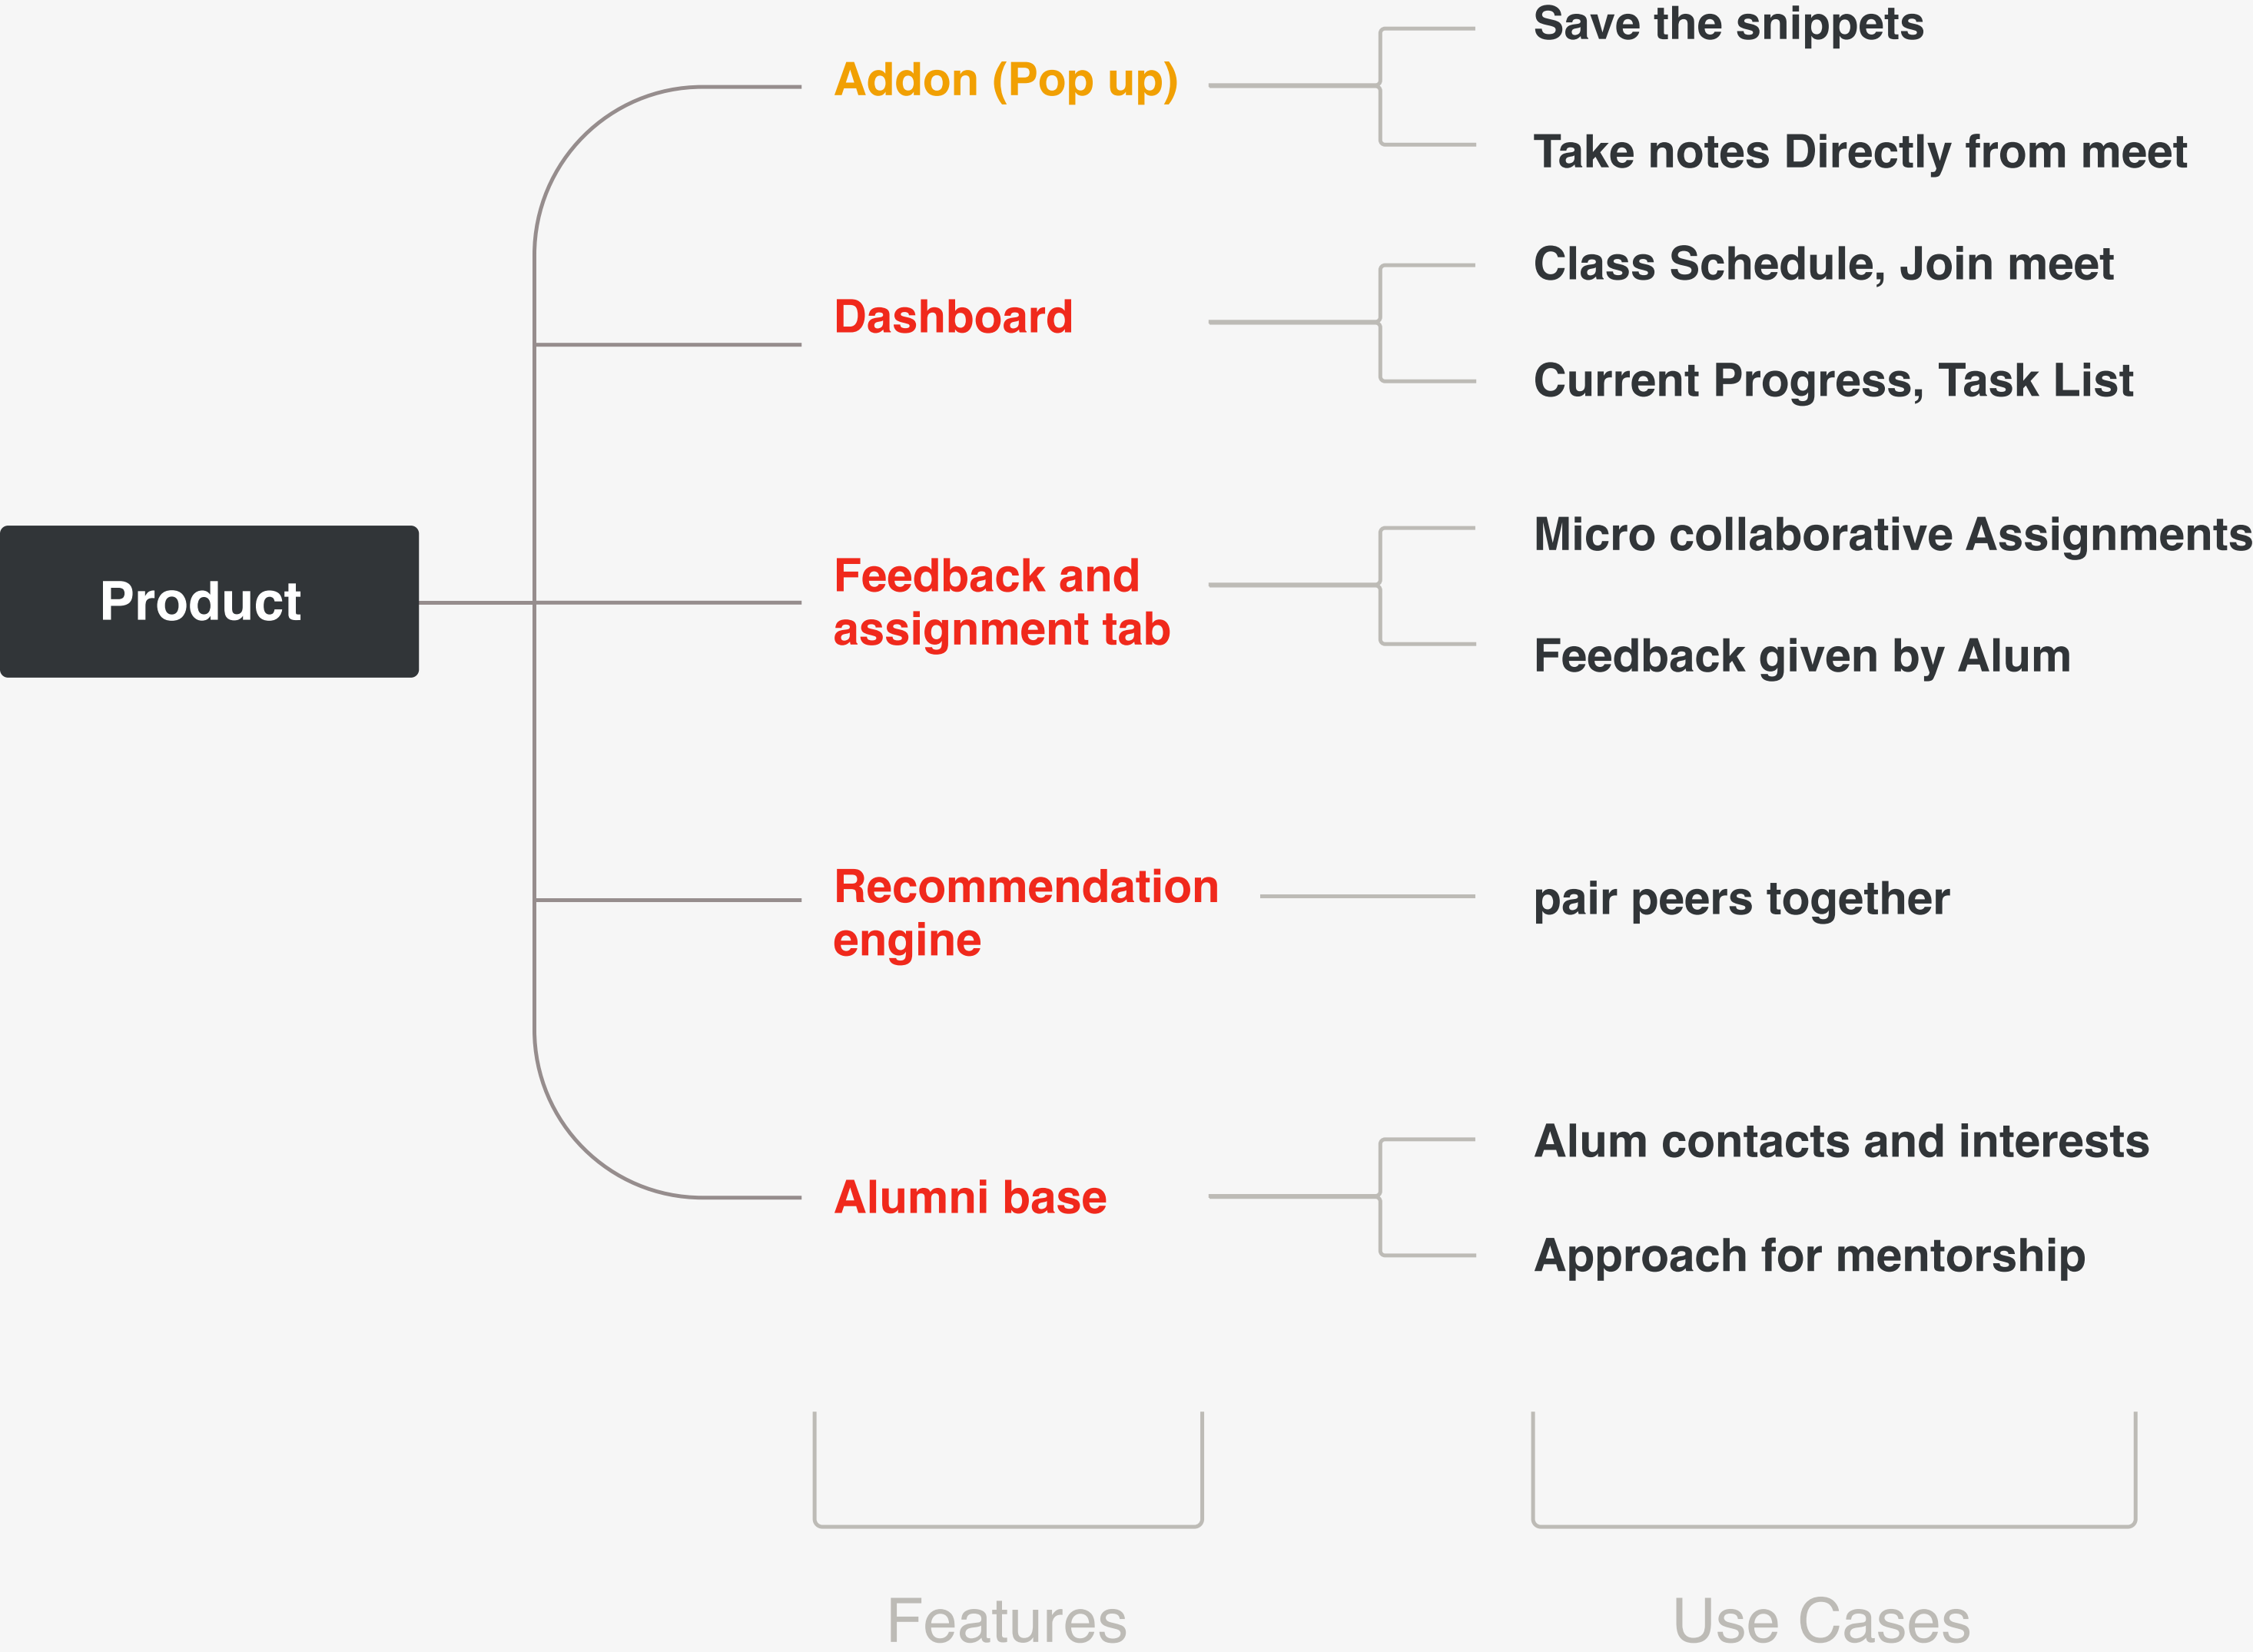 Save the snippets
Addon (Pop up)
Take notes Directly from meet
Class Schedule, Join meet
Dashboard
Current Progress, Task List
Micro collaborative Assignments
Product
Feedback and
assignment tab
Feedback given by Alum
Recommendation
engine
pair peers together
Alum contacts and interests
Alumni base
Approach for mentorship
Features
Use Cases